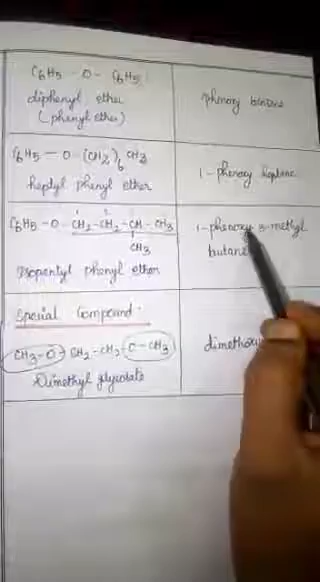 C6H5 - O - C6H5.
diphenyl ether
(phenyl ether)
phenoxy benzene
C6H5 - O - (CH2)6 CH3
heptyl phenyl ether
1-phenoxy heptane
C6H5 - O - CH2 - CH2 - CH - CH3
CH3
Isopentyl phenyl ether
1-phenoxy 3-methyl
Special Compound:
CH3-O - CH2 - CH2 O - CH3
Dimethyl glycolate